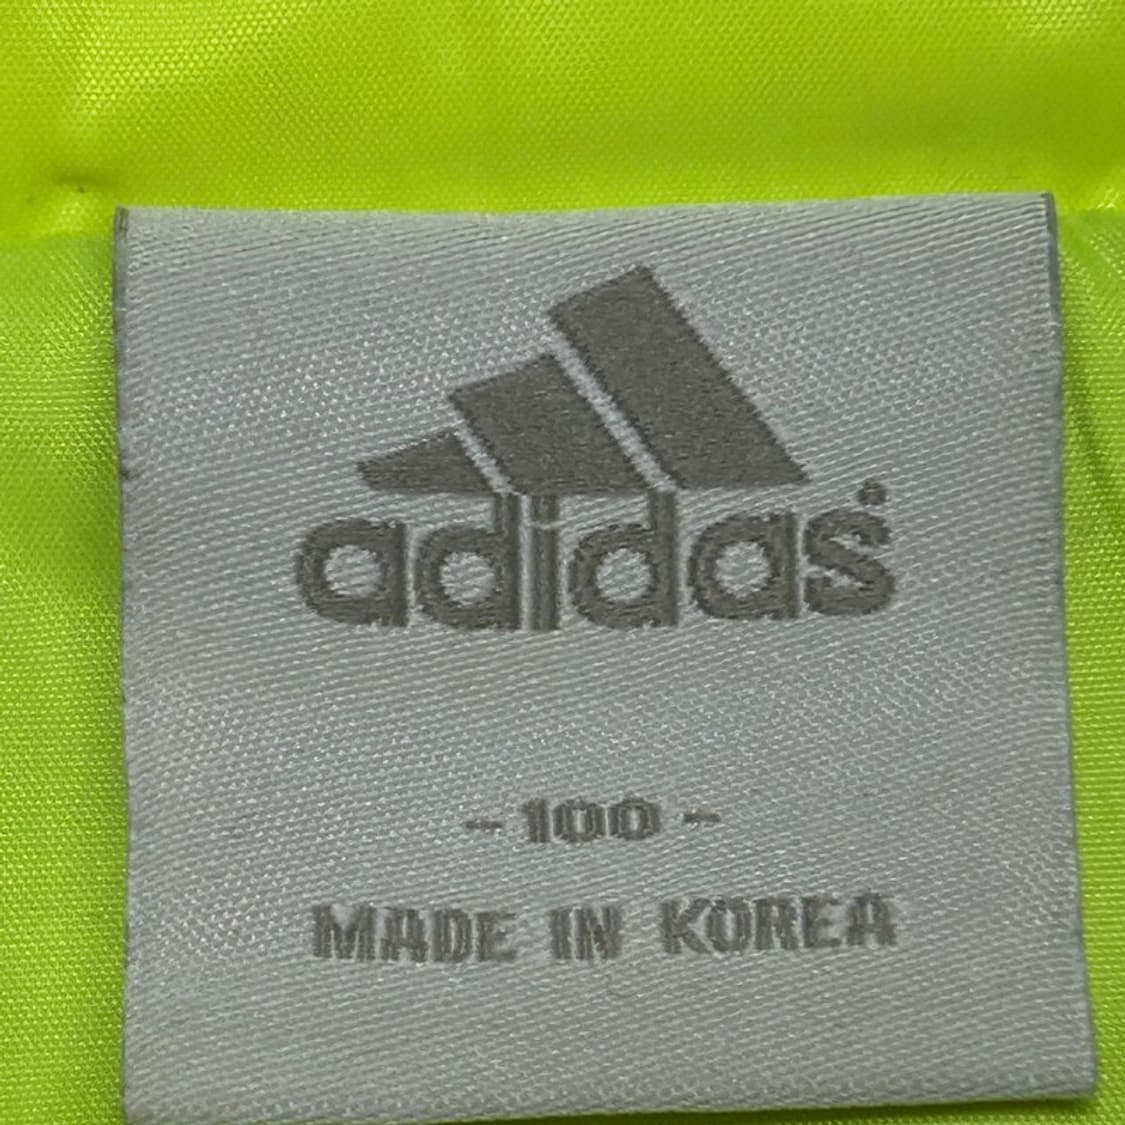 adidas
- 100 -
MADE IN KOREA